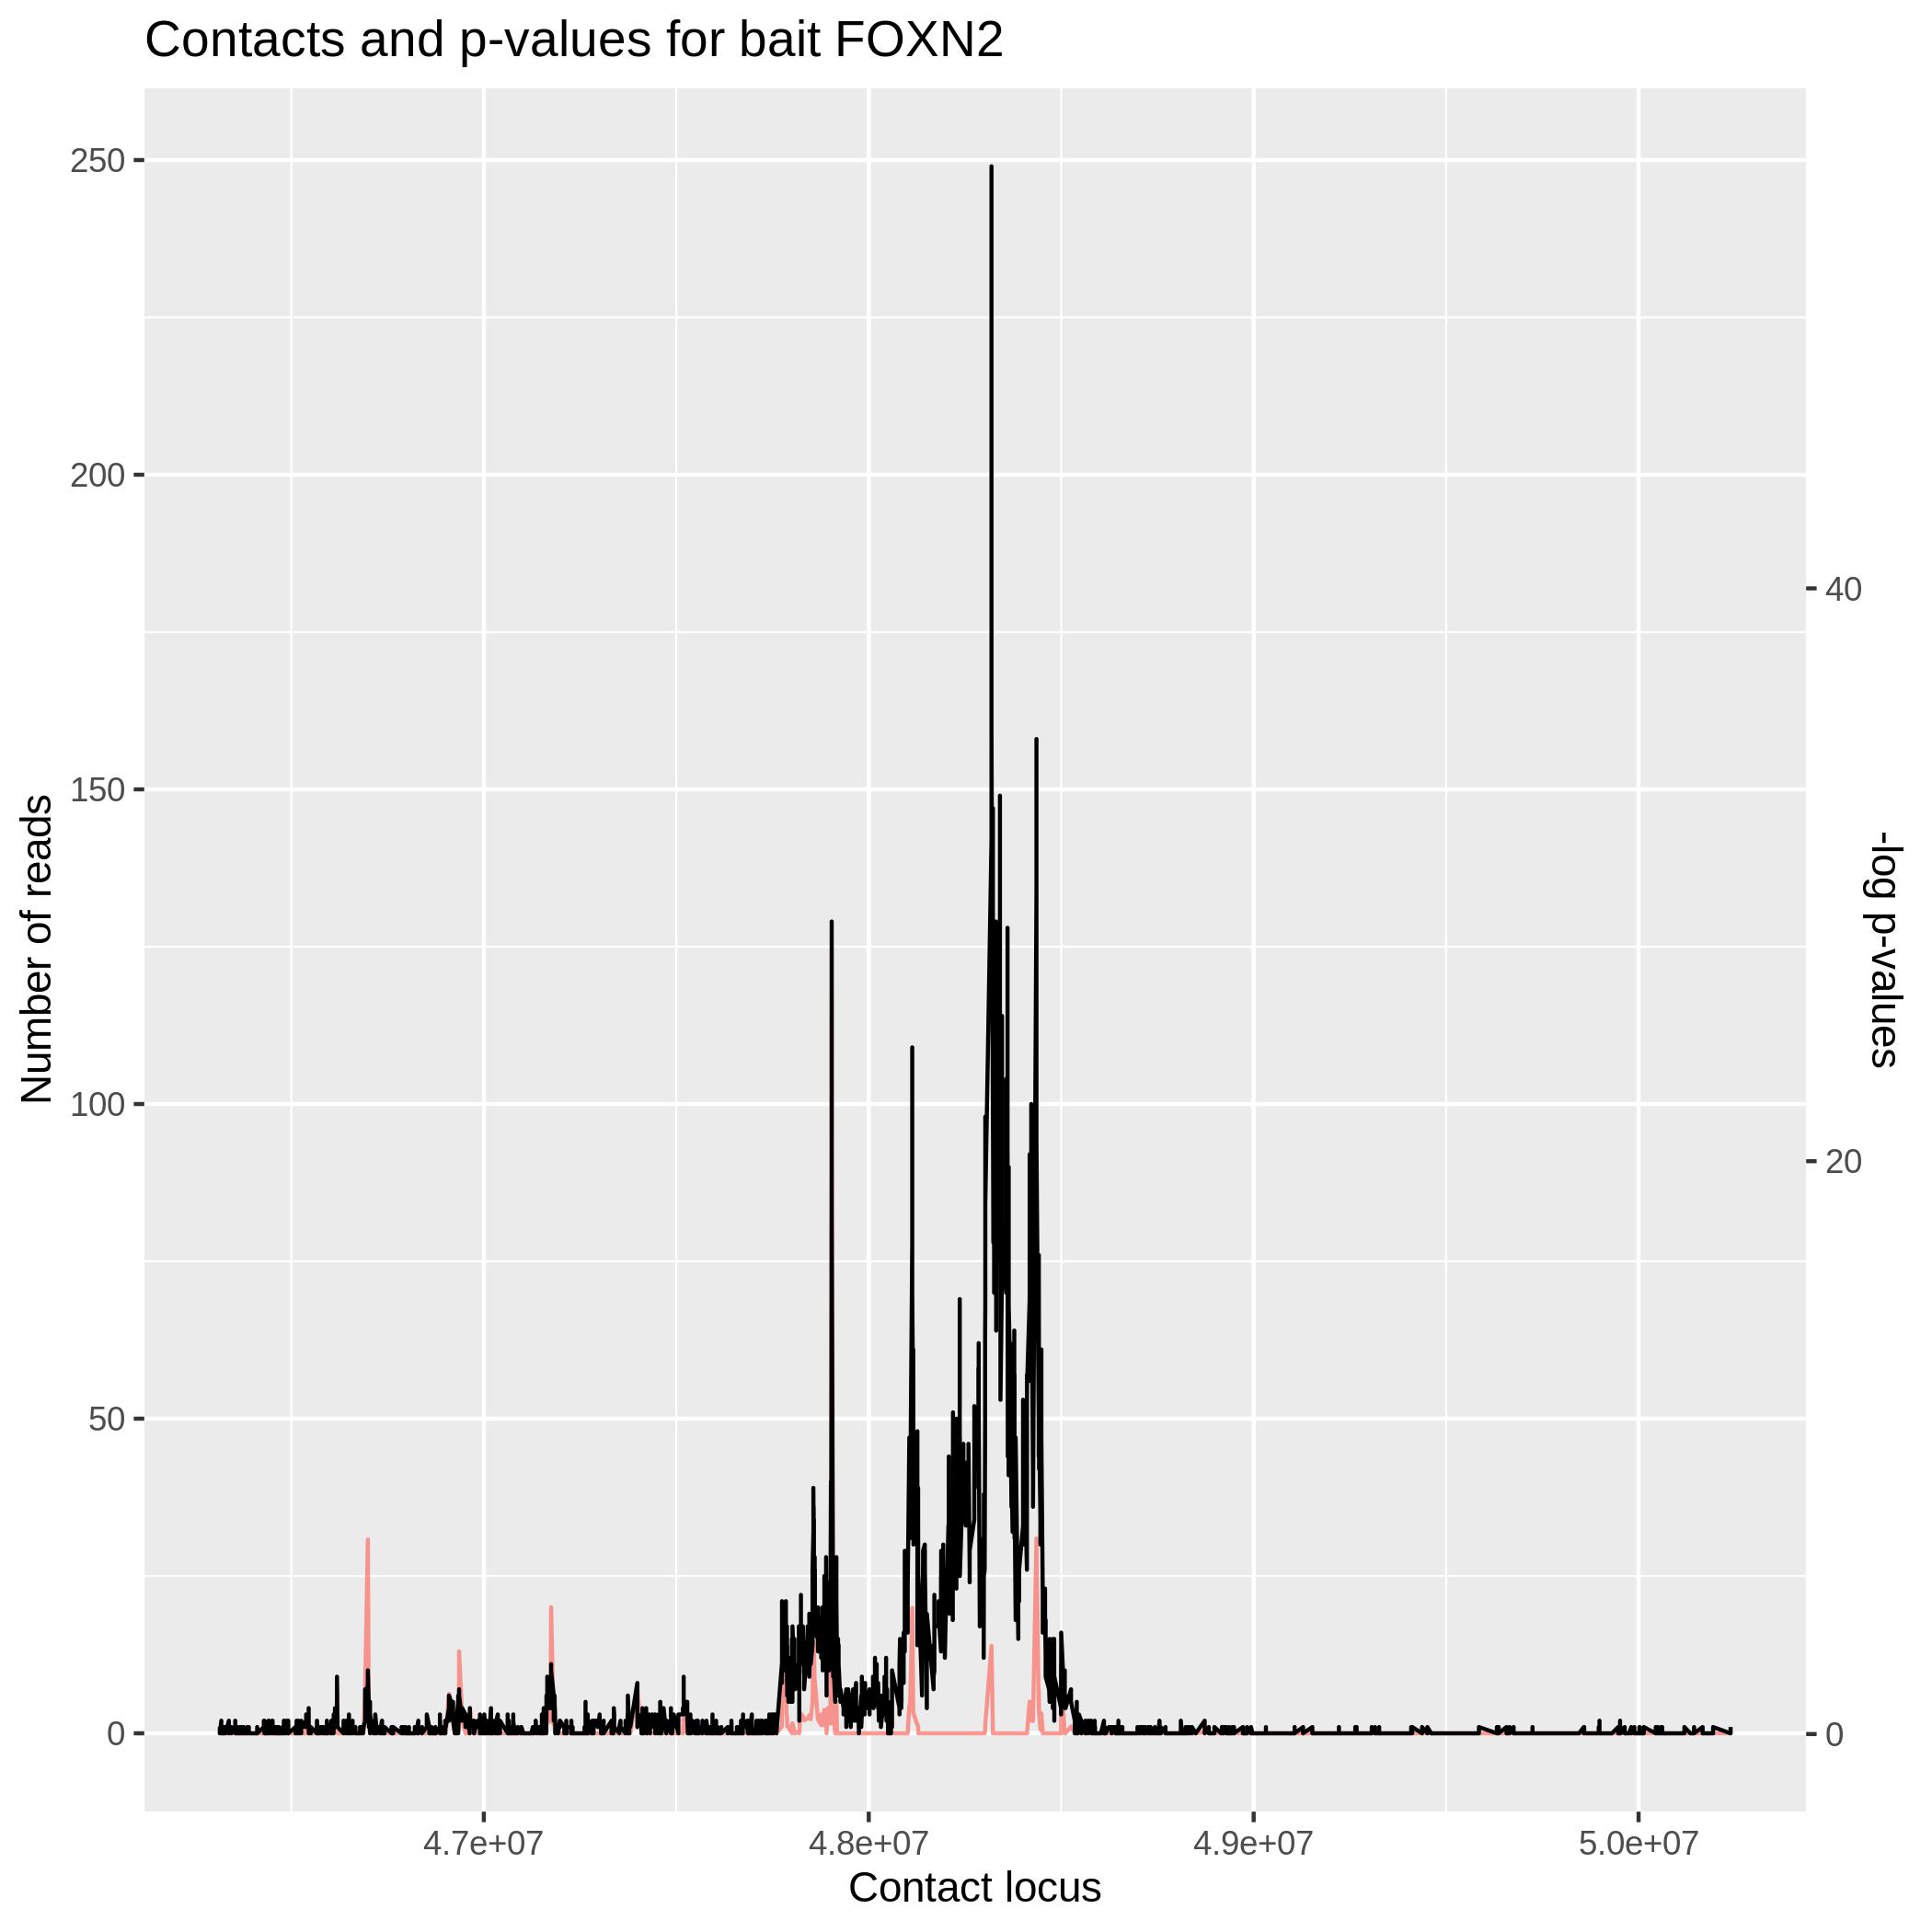 Contacts and p-values for bait FOXN2
250
200
150
100
50
0
Number of reads
40
20
0
-log p-values
4.7e+07
4.8e+07
4.9e+07
5.0e+07
Contact locus